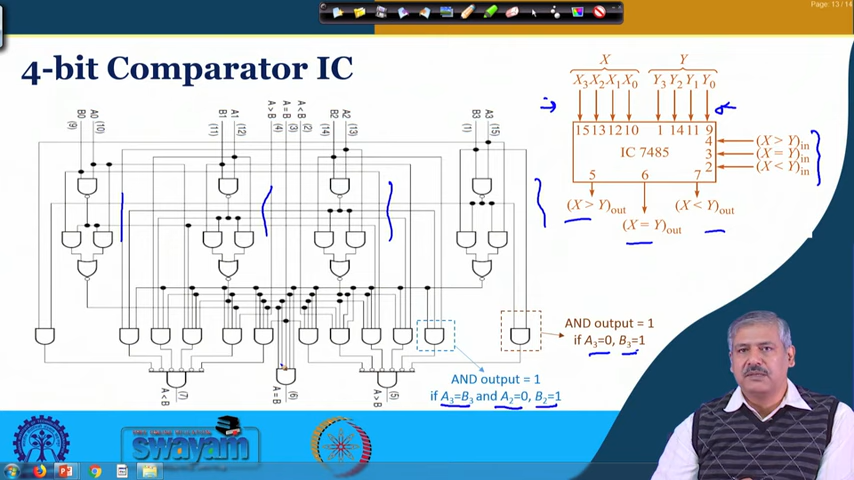 Page: 13 / 14
4-bit Comparator IC
B0
(9)
A0
(10)
B1
(11)
A1
(12)
A > B
(4)
A = B
(3)
A < B
(2)
B2
(14)
A2
(13)
B3
(1)
A3
(15)
X Y
X3 X2 X1 X0 Y3 Y2 Y1 Y0
15 13 12 10 1 14 11 9
IC 7485
4 (X > Y)in
3 (X = Y)in
2 (X < Y)in
5 6 7
(X > Y)out
(X = Y)out
(X < Y)out
AND output = 1
if A3=0, B3=1
AND output = 1
if A3=B3 and A2=0, B2=1
A < B
(7)
A = B
(6)
A > B
(5)
swayam